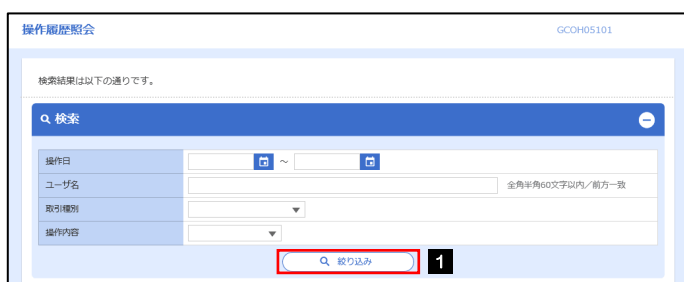 操作履歴照会 GCOH05101
検索結果は以下の通りです。
検索
操作日 ～
ユーザ名 全角半角60文字以内／前方一致
取引種別
操作内容
絞り込み 1